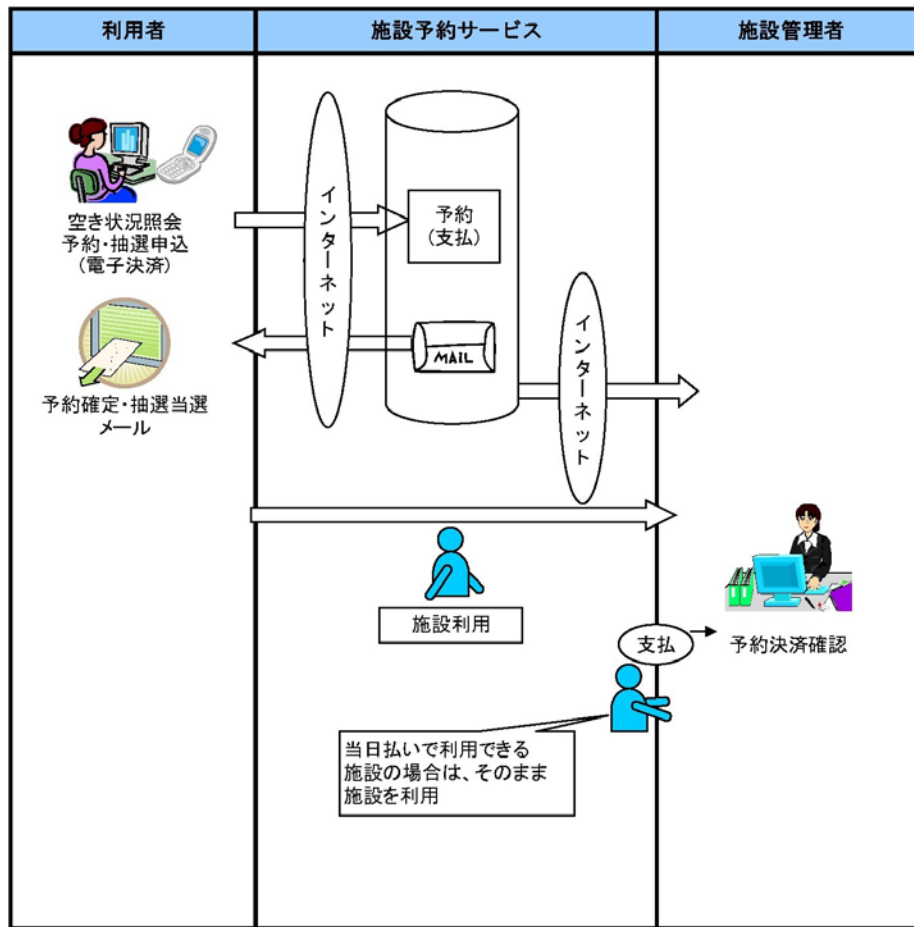 利用者
施設予約サービス
施設管理者
空き状況照会
予約・抽選申込
(電子決済)
インターネット
予約
(支払)
MAIL
予約確定・抽選当選
メール
インターネット
施設利用
支払
予約決済確認
当日払いで利用できる
施設の場合は、そのまま
施設を利用